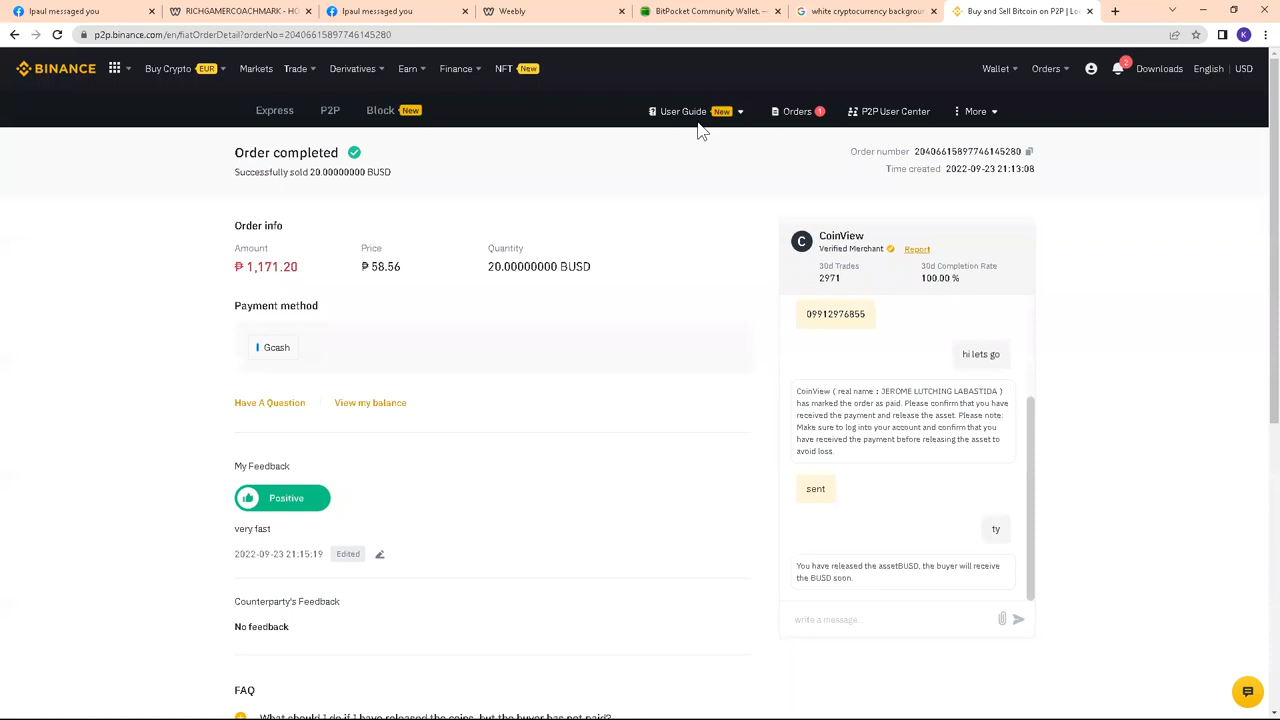 Ipaul messaged you
RICHGAMERCOACHMARK - HO
Ipaul messaged you
Weebly
BitPocket Community Wallet. -
white cryptocurrency backgroun
Buy and Sell Bitcoin on P2P | Lo
p2p.binance.com/en/fiatOrderDetail?orderNo=20406615897746145280
K
BINANCE
Buy Crypto EUR
Markets
Trade
Derivatives
Earn
Finance
NFT New
Wallet
Orders
2
Downloads
English | USD
Express
P2P
Block New
User Guide New
Orders 1
P2P User Center
More
Order completed
Successfully sold 20.00000000 BUSD
Order number 20406615897746145280
Time created 2022-09-23 21:13:08
Order info
Amount Price Quantity
₱ 1,171.20 ₱ 58.56 20.00000000 BUSD
Payment method
Gcash
Have A Question View my balance
My Feedback
Positive
very fast
2022-09-23 21:15:19 Edited
Counterparty's Feedback
No feedback
FAQ
What should I do if I have released the coins, but the buyer has not paid?
C
CoinView
Verified Merchant Report
30d Trades 30d Completion Rate
2971 100.00 %
09912976855
hi lets go
CoinView ( real name : JEROME LUTCHING LABASTIDA )
has marked the order as paid. Please confirm that you have
received the payment and release the asset. Please note:
Make sure to log into your account and confirm that you
have received the payment before releasing the asset to
avoid loss.
sent
ty
You have released the assetBUSD, the buyer will receive
the BUSD soon.
write a message...